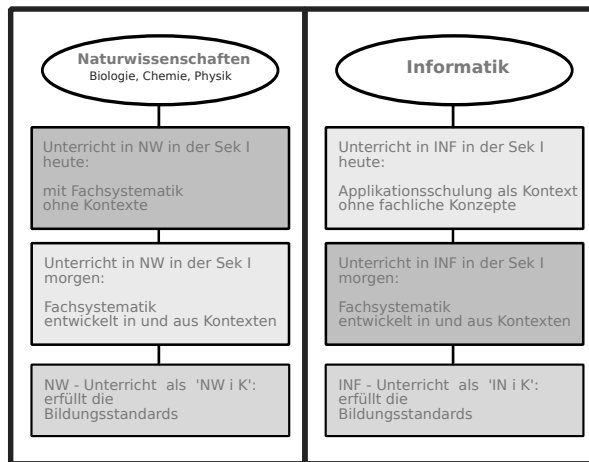 Naturwissenschaften
Biologie, Chemie, Physik
Unterricht in NW in der Sek I
heute:
mit Fachsystematik
ohne Kontexte
Unterricht in NW in der Sek I
morgen:
Fachsystematik
entwickelt in und aus Kontexten
NW - Unterricht als 'NW i K':
erfüllt die
Bildungsstandards
Informatik
Unterricht in INF in der Sek I
heute:
Applikationsschulung als Kontext
ohne fachliche Konzepte
Unterricht in INF in der Sek I
morgen:
Fachsystematik
entwickelt in und aus Kontexten
INF - Unterricht als 'IN i K':
erfüllt die
Bildungsstandards